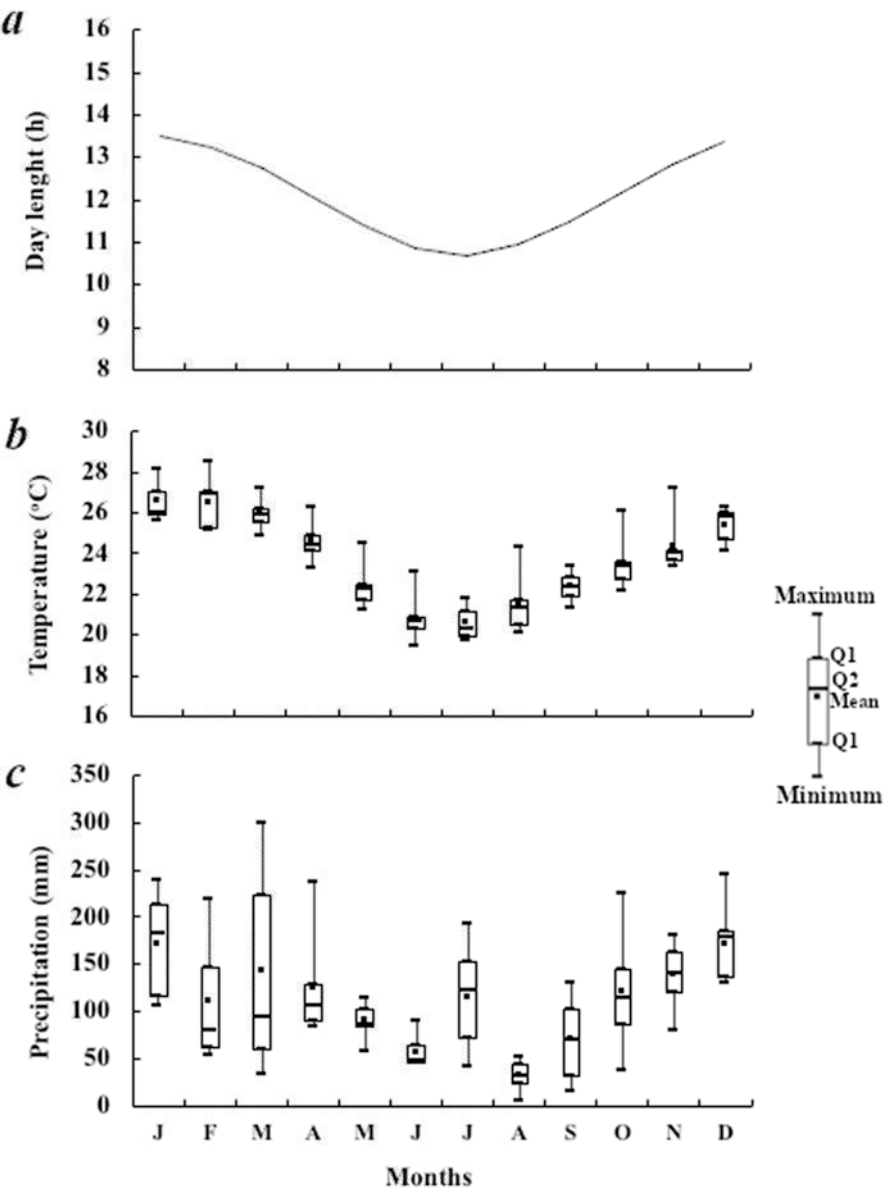 a
16
15
14
13
12
11
10
9
8
Day lenght (h)
b
30
28
26
24
22
20
18
16
Temperature (°C)
Maximum
Q1
Q2
Mean
Q1
Minimum
c
350
300
250
200
150
100
50
0
Precipitation (mm)
J F M A M J J A S O N D
Months